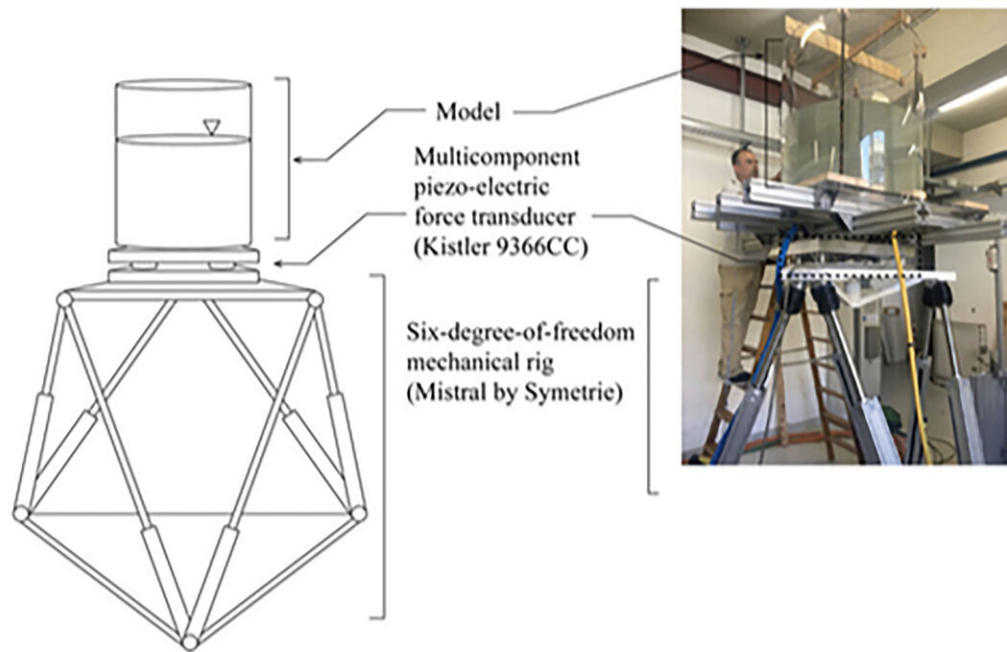 Model
Multicomponent
piezo-electric
force transducer
(Kistler 9366CC)
Six-degree-of-freedom
mechanical rig
(Mistral by Symetrie)